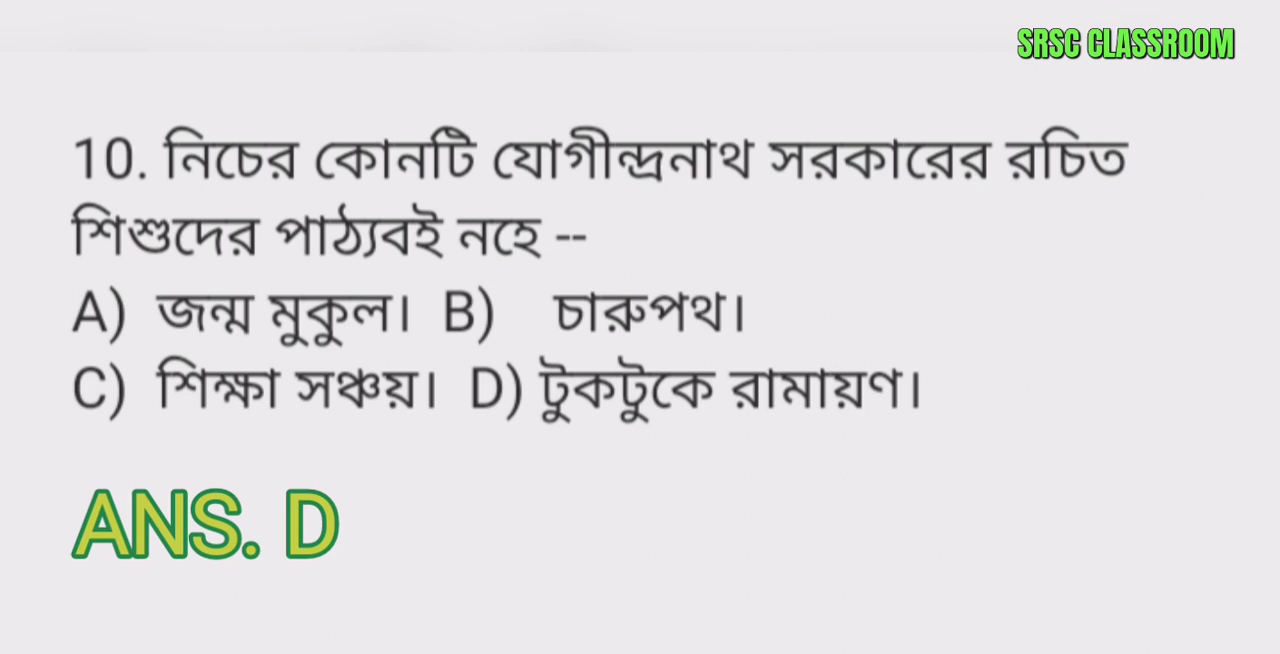 SRSC CLASSROOM
10. নিচের কোনটি যোগীন্দ্রনাথ সরকারের রচিত
শিশুদের পাঠ্যবই নহে --
A) জন্ম মুকুল। B) চারুপথ।
C) শিক্ষা সঞ্চয়। D) টুকটুকে রামায়ণ।
ANS. D